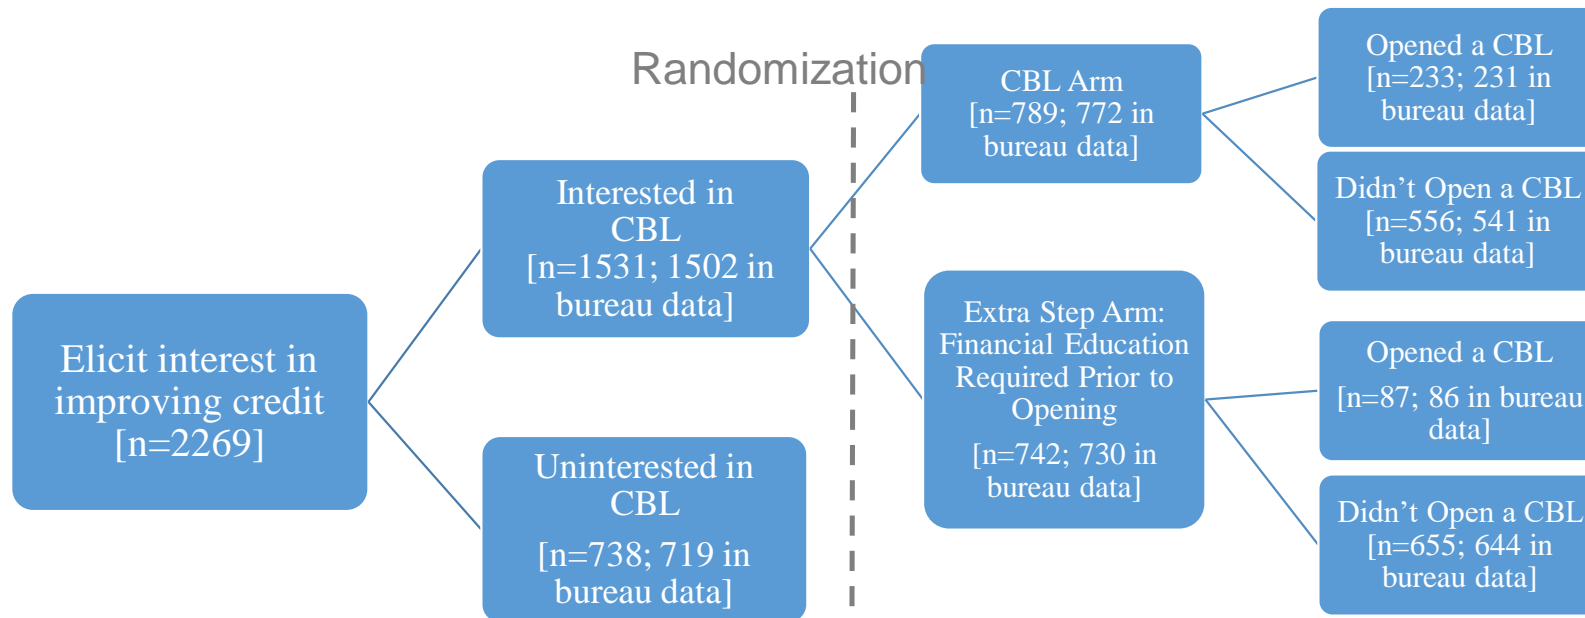 Randomization
Elicit interest in
improving credit
[n=2269]
Interested in
CBL
[n=1531; 1502 in
bureau data]
Uninterested in
CBL
[n=738; 719 in
bureau data]
CBL Arm
[n=789; 772 in
bureau data]
Extra Step Arm:
Financial Education
Required Prior to
Opening
[n=742; 730 in
bureau data]
Opened a CBL
[n=233; 231 in
bureau data]
Didn’t Open a CBL
[n=556; 541 in
bureau data]
Opened a CBL
[n=87; 86 in bureau
data]
Didn’t Open a CBL
[n=655; 644 in
bureau data]